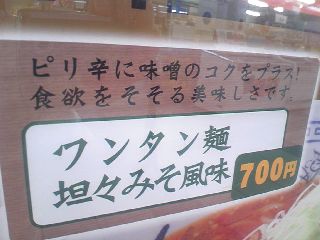 ピリ辛に味噌のコクをプラス!
食欲をそそる美味しさです。
ワンタン麺
坦々みそ風味 700円